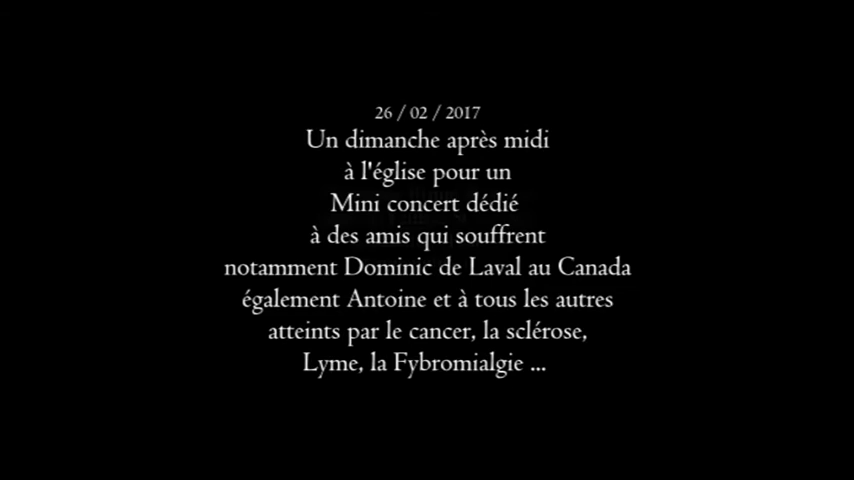 26 / 02 / 2017
Un dimanche après midi
à l'église pour un
Mini concert dédié
à des amis qui souffrent
notamment Dominic de Laval au Canada
également Antoine et à tous les autres
atteints par le cancer, la sclérose,
Lyme, la Fybromialgie ...